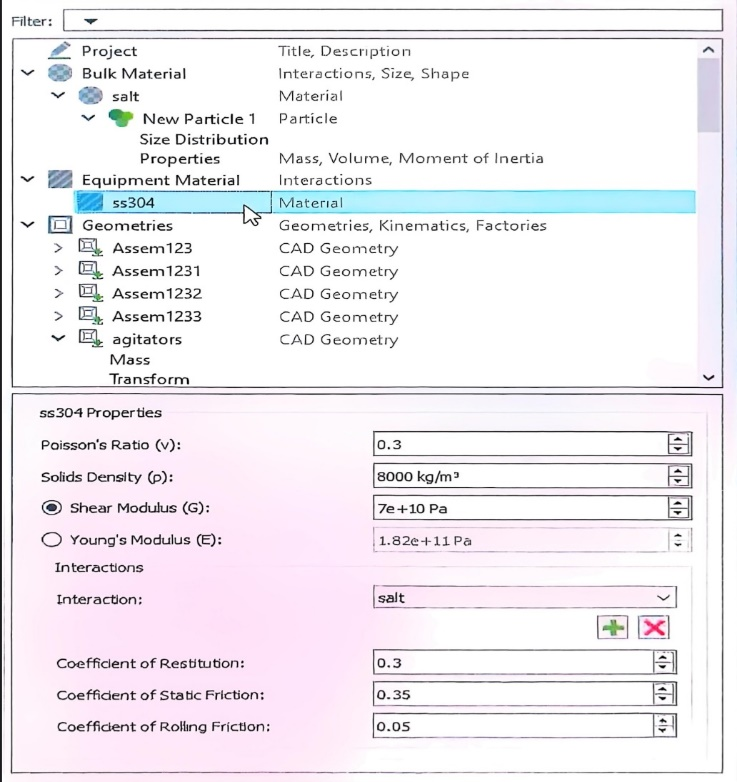 Filter:
Project Title, Description
Bulk Material Interactions, Size, Shape
salt Material
New Particle 1 Particle
Size Distribution
Properties Mass, Volume, Moment of Inertia
Equipment Material Interactions
ss304 Material
Geometries Geometries, Kinematics, Factories
Assem123 CAD Geometry
Assem1231 CAD Geometry
Assem1232 CAD Geometry
Assem1233 CAD Geometry
agitators CAD Geometry
Mass
Transform
ss304 Properties
Poisson's Ratio (v): 0.3
Solids Density (ρ): 8000 kg/m³
Shear Modulus (G): 7e+10 Pa
Young's Modulus (E): 1.82e+11 Pa
Interactions
Interaction: salt
Coefficient of Restitution: 0.3
Coefficient of Static Friction: 0.35
Coefficient of Rolling Friction: 0.05